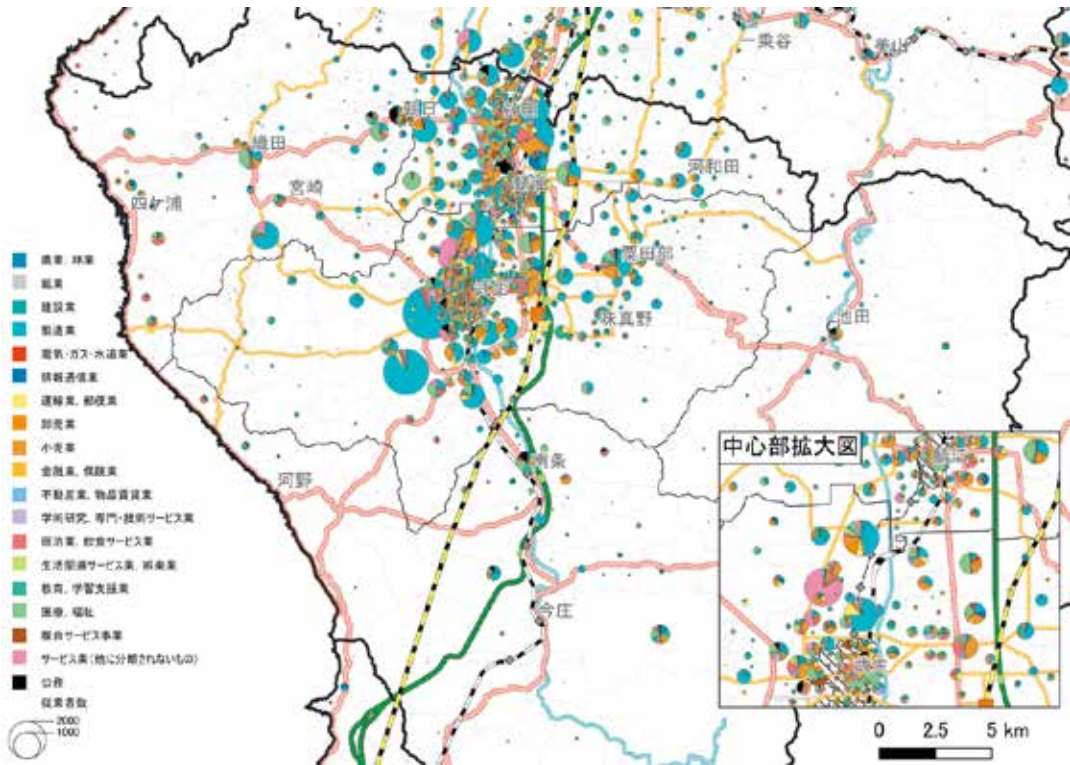 一乗谷
美山
朝日
織田
河和田
宮崎
四ケ浦
粟田部
味真野
池田
河野
今庄
農業、林業
鉱業
建設業
製造業
電気・ガス・水道業
情報通信業
運輸業、郵便業
卸売業
小売業
金融業、保険業
不動産業、物品賃貸業
学術研究、専門・技術サービス業
宿泊業、飲食サービス業
生活関連サービス業、娯楽業
教育、学習支援業
医療、福祉
複合サービス事業
サービス業(他に分類されないもの)
公務
従業者数
2000
1000
中心部拡大図
0 2.5 5 km